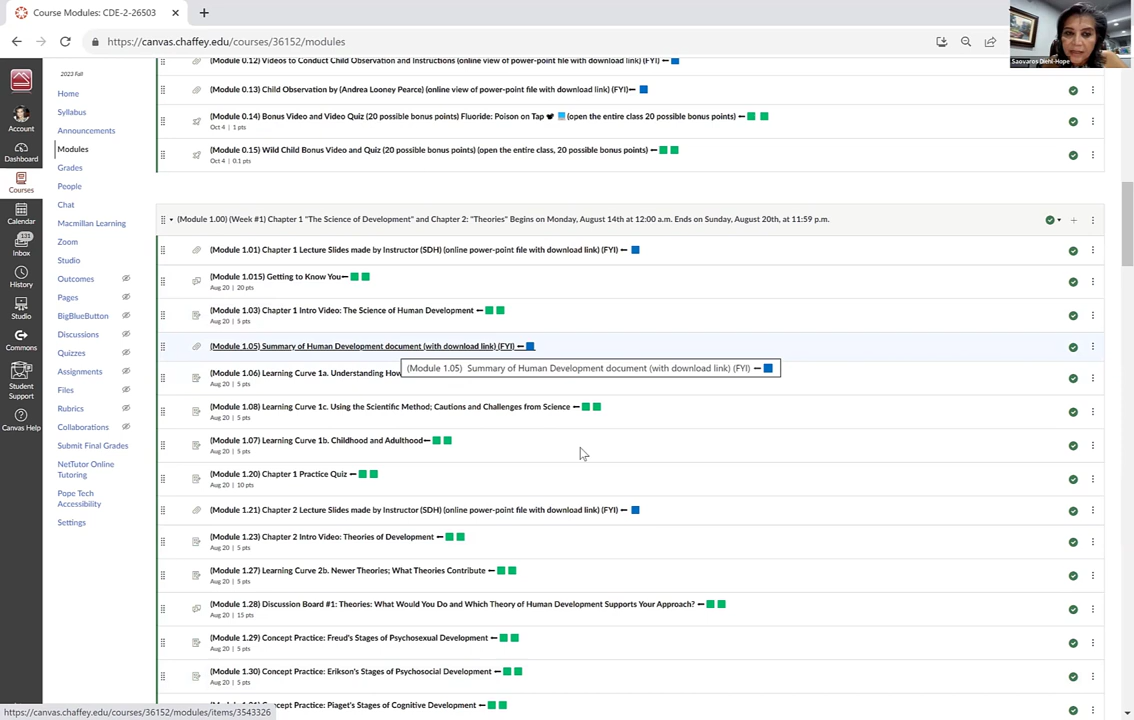 Course Modules: CDE-2-26503
https://canvas.chaffey.edu/courses/36152/modules
Saovaros Diehl-Hope
Account
Dashboard
Courses
Calendar
131
Inbox
History
Studio
Commons
Student
Support
Canvas Help
2023 Fall
Home
Syllabus
Announcements
Modules
Grades
People
Chat
Macmillan Learning
Zoom
Studio
Outcomes
Pages
BigBlueButton
Discussions
Quizzes
Assignments
Files
Rubrics
Collaborations
Submit Final Grades
NetTutor Online
Tutoring
Pope Tech
Accessibility
Settings
(Module 0.12) Videos to Conduct Child Observation and Instructions (online view of power-point file with download link) (FYI)
(Module 0.13) Child Observation by (Andrea Looney Pearce) (online view of power-point file with download link) (FYI)
(Module 0.14) Bonus Video and Video Quiz (20 possible bonus points) Fluoride: Poison on Tap (open the entire class 20 possible bonus points)
Oct 4 | 1 pts
(Module 0.15) Wild Child Bonus Video and Quiz (20 possible bonus points) (open the entire class, 20 possible bonus points)
Oct 4 | 0.1 pts
(Module 1.00) (Week #1) Chapter 1 "The Science of Development" and Chapter 2: "Theories" Begins on Monday, August 14th at 12:00 a.m. Ends on Sunday, August 20th, at 11:59 p.m.
(Module 1.01) Chapter 1 Lecture Slides made by Instructor (SDH) (online power-point file with download link) (FYI)
(Module 1.015) Getting to Know You
Aug 20 | 20 pts
(Module 1.03) Chapter 1 Intro Video: The Science of Human Development
Aug 20 | 5 pts
(Module 1.05) Summary of Human Development document (with download link) (FYI)
(Module 1.05) Summary of Human Development document (with download link) (FYI)
(Module 1.06) Learning Curve 1a. Understanding How
Aug 20 | 5 pts
(Module 1.08) Learning Curve 1c. Using the Scientific Method; Cautions and Challenges from Science
Aug 20 | 5 pts
(Module 1.07) Learning Curve 1b. Childhood and Adulthood
Aug 20 | 5 pts
(Module 1.20) Chapter 1 Practice Quiz
Aug 20 | 10 pts
(Module 1.21) Chapter 2 Lecture Slides made by Instructor (SDH) (online power-point file with download link) (FYI)
(Module 1.23) Chapter 2 Intro Video: Theories of Development
Aug 20 | 5 pts
(Module 1.27) Learning Curve 2b. Newer Theories; What Theories Contribute
Aug 20 | 5 pts
(Module 1.28) Discussion Board #1: Theories: What Would You Do and Which Theory of Human Development Supports Your Approach?
Aug 20 | 15 pts
(Module 1.29) Concept Practice: Freud's Stages of Psychosexual Development
Aug 20 | 5 pts
(Module 1.30) Concept Practice: Erikson's Stages of Psychosocial Development
Aug 20 | 5 pts
Concept Practice: Piaget's Stages of Cognitive Development
https://canvas.chaffey.edu/courses/36152/modules/items/3543326